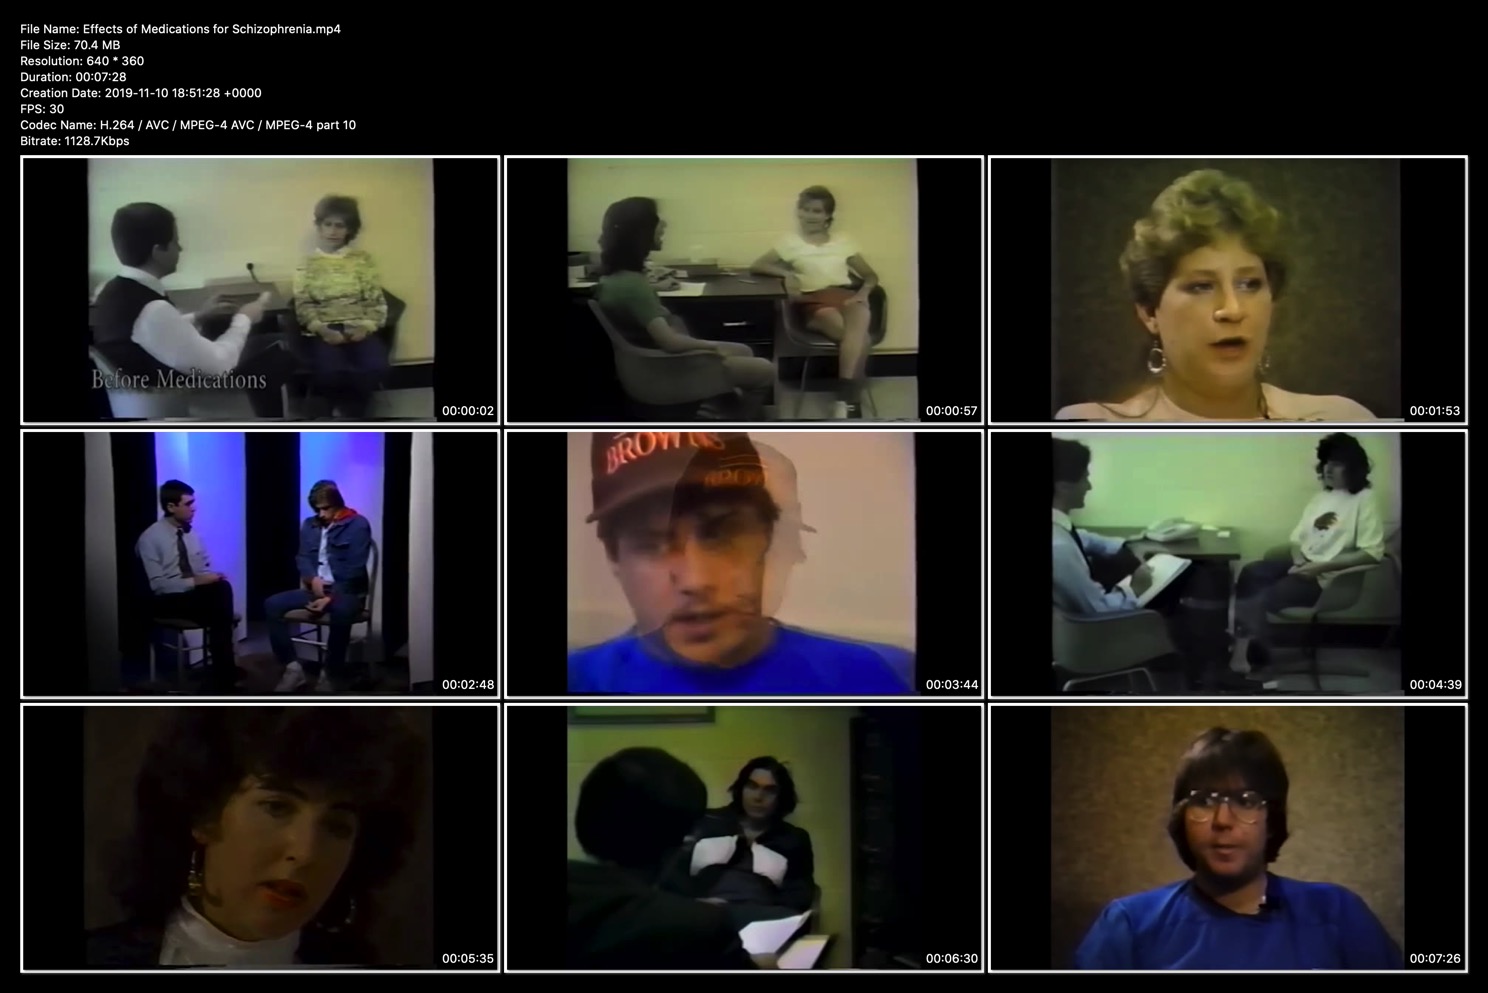 File Name: Effects of Medications for Schizophrenia.mp4
File Size: 70.4 MB
Resolution: 640 * 360
Duration: 00:07:28
Creation Date: 2019-11-10 18:51:28 +0000
FPS: 30
Codec Name: H.264 / AVC / MPEG-4 AVC / MPEG-4 part 10
Bitrate: 1128.7Kbps
Before Medications
00:00:02
00:00:57
00:01:53
00:02:48
BROWNS
00:03:44
00:04:39
00:05:35
00:06:30
00:07:26